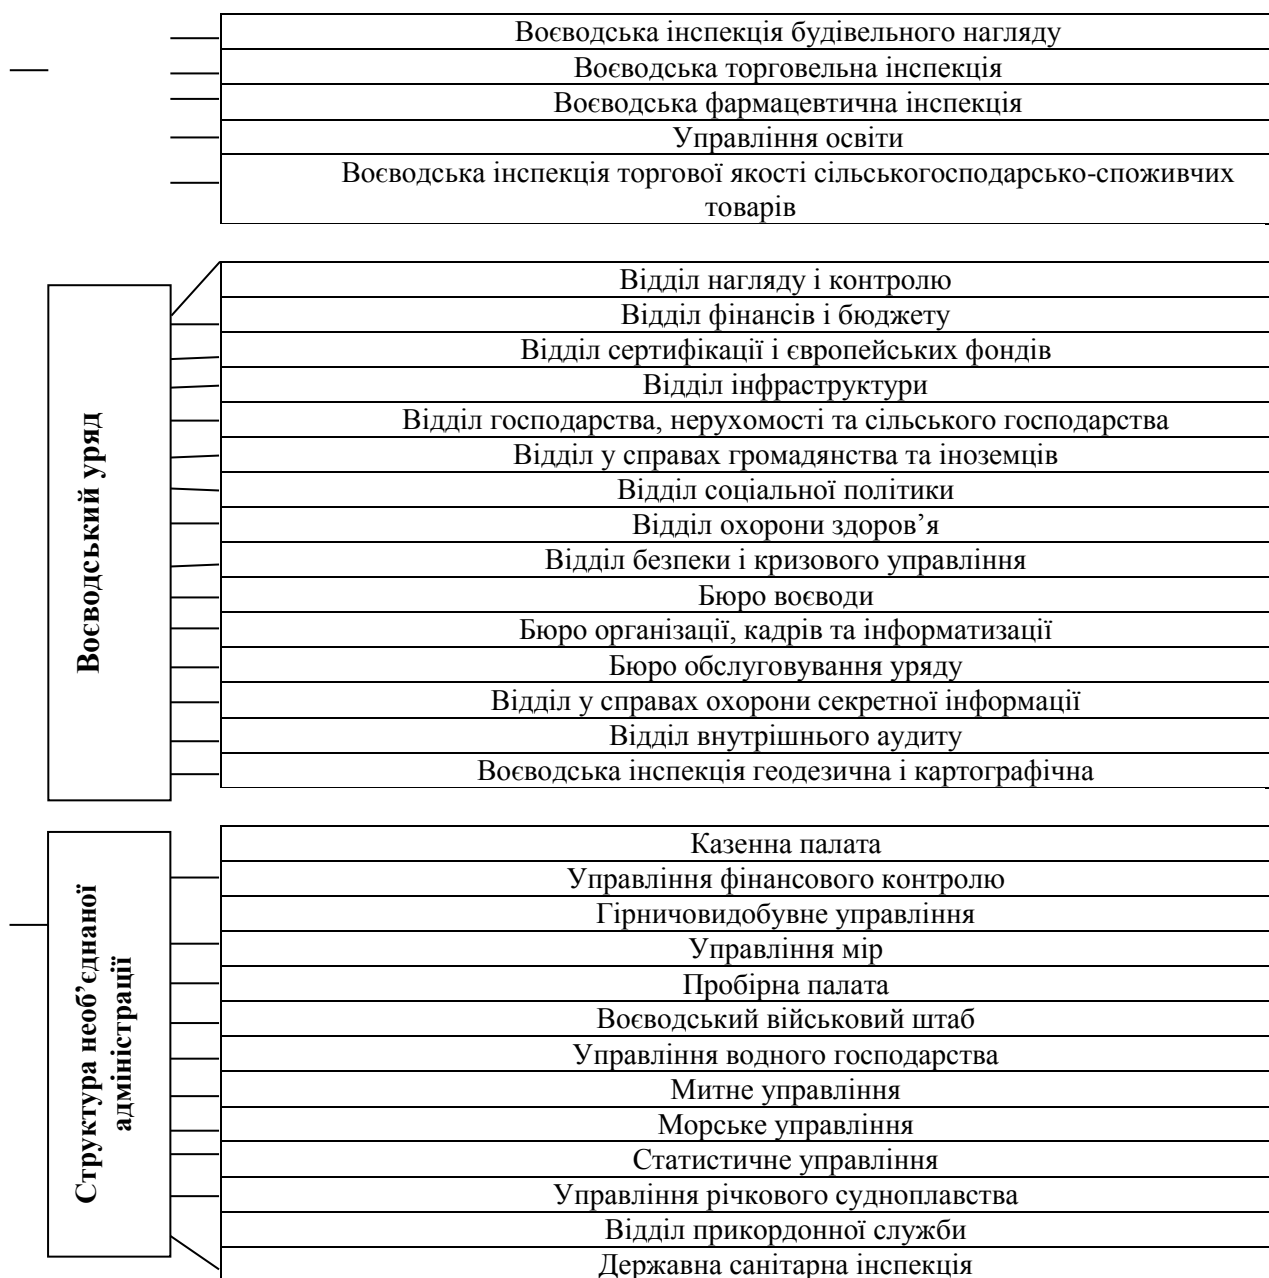 Воєводська інспекція будівельного нагляду
Воєводська торговельна інспекція
Воєводська фармацевтична інспекція
Управління освіти
Воєводська інспекція торгової якості сільськогосподарсько-споживчих
товарів
Воєводський уряд
Відділ нагляду і контролю
Відділ фінансів і бюджету
Відділ сертифікації і європейських фондів
Відділ інфраструктури
Відділ господарства, нерухомості та сільського господарства
Відділ у справах громадянства та іноземців
Відділ соціальної політики
Відділ охорони здоров’я
Відділ безпеки і кризового управління
Бюро воєводи
Бюро організації, кадрів та інформатизації
Бюро обслуговування уряду
Відділ у справах охорони секретної інформації
Відділ внутрішнього аудиту
Воєводська інспекція геодезична і картографічна
Структура необ’єднаної
адміністрації
Казенна палата
Управління фінансового контролю
Гірничовидобувне управління
Управління мір
Пробірна палата
Воєводський військовий штаб
Управління водного господарства
Митне управління
Морське управління
Статистичне управління
Управління річкового судноплавства
Відділ прикордонної служби
Державна санітарна інспекція